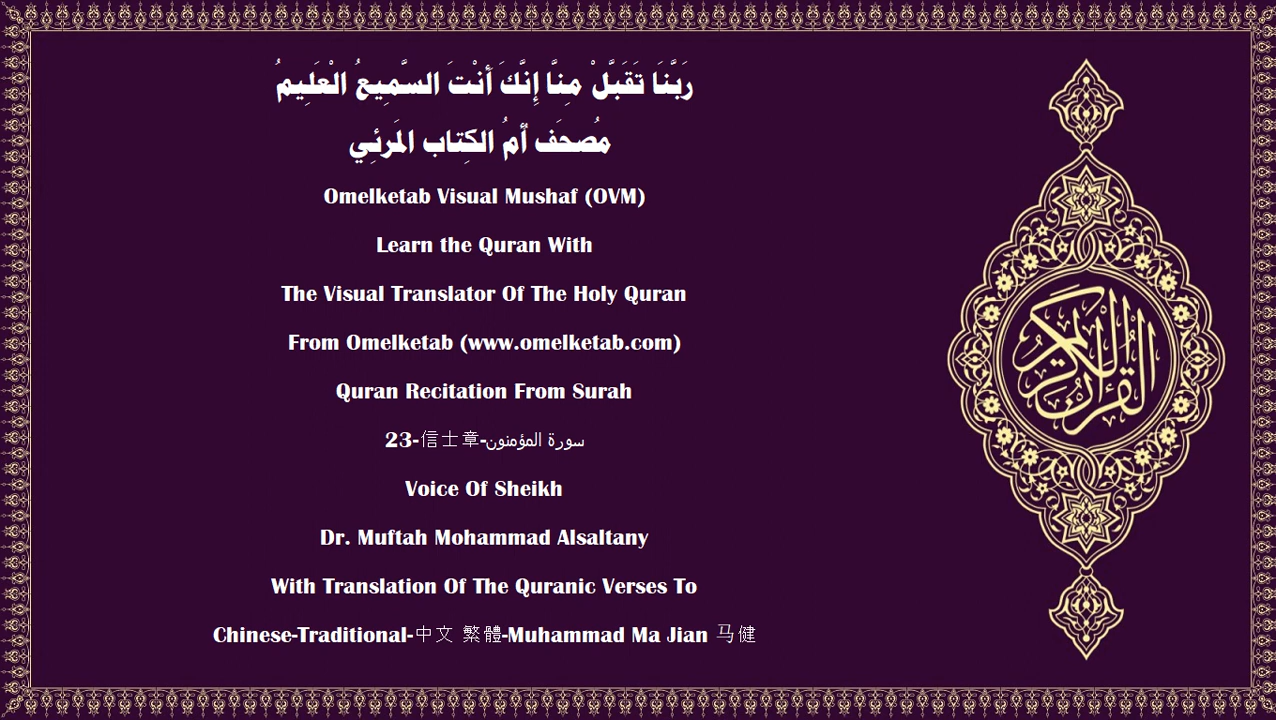 رَبَّنَا تَقَبَّلْ مِنَّا إِنَّكَ أَنْتَ السَّمِيعُ الْعَلِيمُ
مُصحَف أمُ الكِتاب المَرئِي
Omelketab Visual Mushaf (OVM)
Learn the Quran With
The Visual Translator Of The Holy Quran
From Omelketab (www.omelketab.com)
Quran Recitation From Surah
23-信士章-سورة المؤمنون
Voice Of Sheikh
Dr. Muftah Mohammad Alsaltany
With Translation Of The Quranic Verses To
Chinese-Traditional-中文 繁體-Muhammad Ma Jian 马健
القرآن الكريم